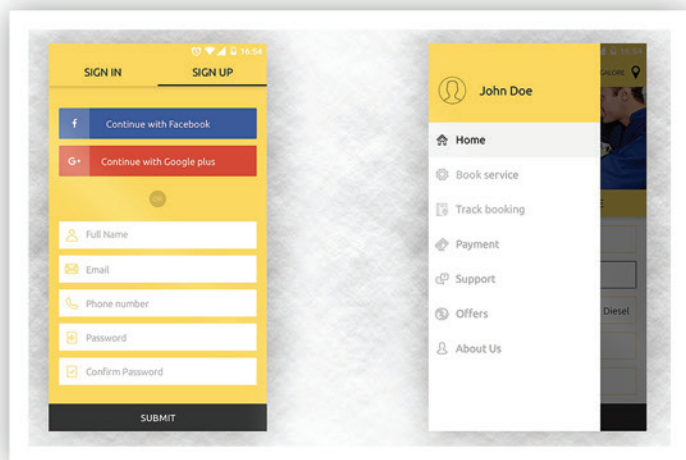 16:54
SIGN IN SIGN UP
f Continue with Facebook
G+ Continue with Google plus
OR
Full Name
Email
Phone number
Password
Confirm Password
SUBMIT
16:54
John Doe
Home
Book service
Track booking
Payment
Support
Offers
Diesel
About Us